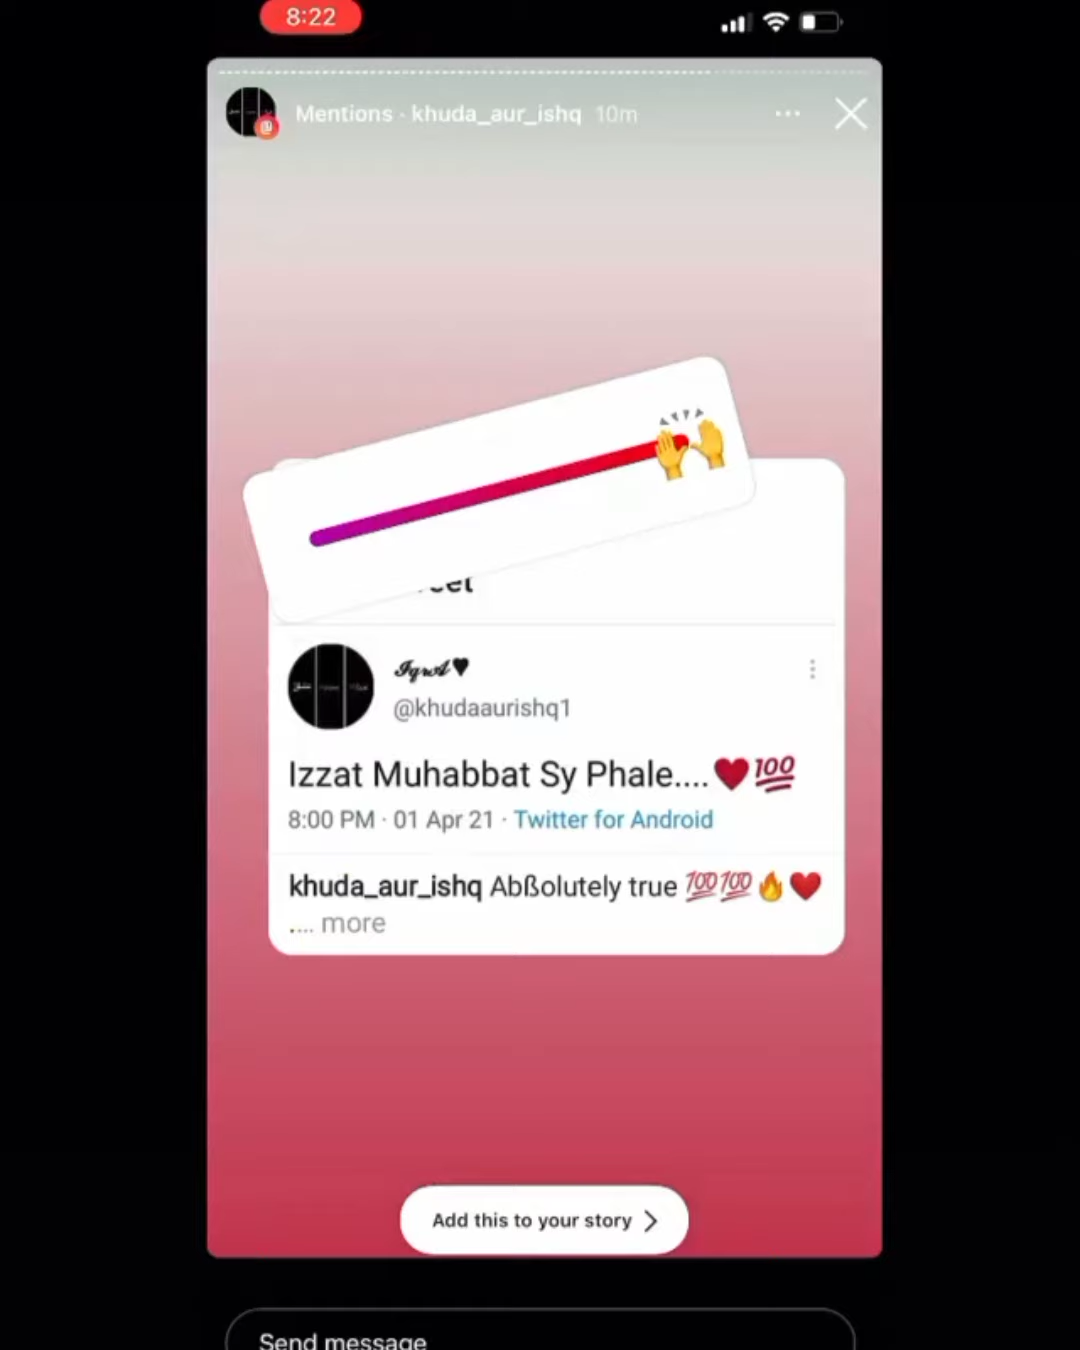 8:22
Mentions · khuda_aur_ishq 10m
IqrA♥
@khudaaurishq1
Izzat Muhabbat Sy Phale....❤️💯
8:00 PM · 01 Apr 21 · Twitter for Android
khuda_aur_ishq Abßolutely true 💯💯🔥❤️
.... more
Add this to your story
Send message